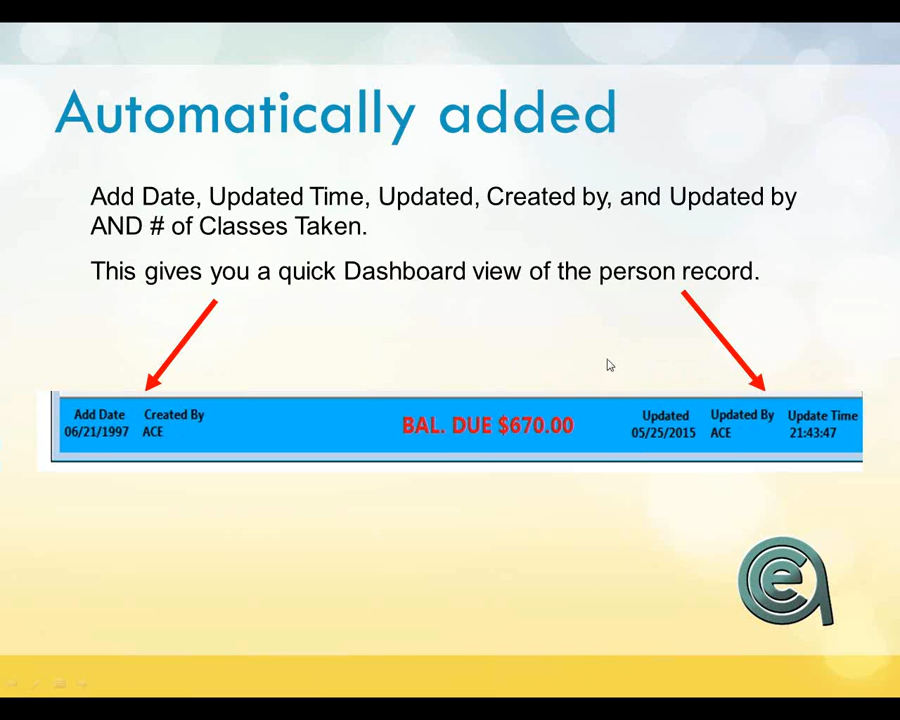 Automatically added
Add Date, Updated Time, Updated, Created by, and Updated by
AND # of Classes Taken.
This gives you a quick Dashboard view of the person record.
Add Date Created By BAL. DUE $670.00 Updated Updated By Update Time
06/21/1997 ACE 05/25/2015 ACE 21:43:47